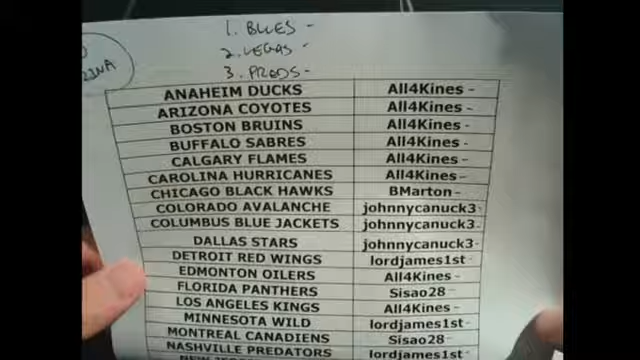 1. BLUES -
2. VEGAS -
3. PREDS -
ANAHEIM DUCKS All4Kines -
ARIZONA COYOTES All4Kines -
BOSTON BRUINS All4Kines -
BUFFALO SABRES All4Kines -
CALGARY FLAMES All4Kines -
CAROLINA HURRICANES All4Kines -
CHICAGO BLACK HAWKS BMarton -
COLORADO AVALANCHE johnnycanuck3 -
COLUMBUS BLUE JACKETS johnnycanuck3 -
DALLAS STARS johnnycanuck3 -
DETROIT RED WINGS lordjames1st -
EDMONTON OILERS All4Kines -
FLORIDA PANTHERS Sisao28 -
LOS ANGELES KINGS All4Kines -
MINNESOTA WILD lordjames1st -
MONTREAL CANADIENS Sisao28 -
NASHVILLE PREDATORS lordjames1st -